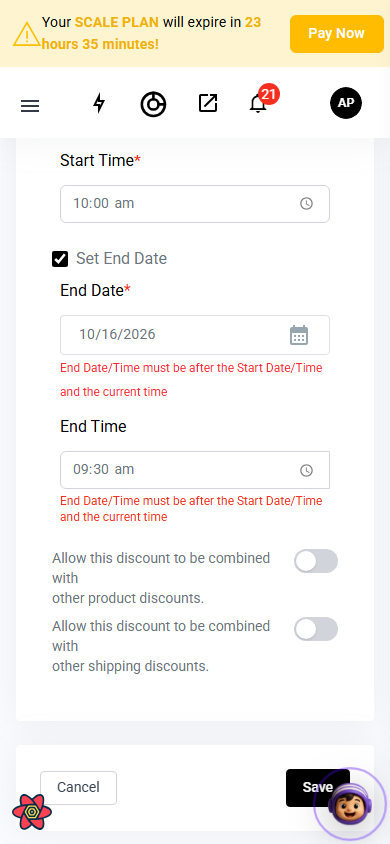 Your SCALE PLAN will expire in 23
hours 35 minutes!
Pay Now
21
AP
Start Time*
10:00 am
Set End Date
End Date*
10/16/2026
End Date/Time must be after the Start Date/Time
and the current time
End Time
09:30 am
End Date/Time must be after the Start Date/Time
and the current time
Allow this discount to be combined
with
other product discounts.
Allow this discount to be combined
with
other shipping discounts.
Cancel
Save